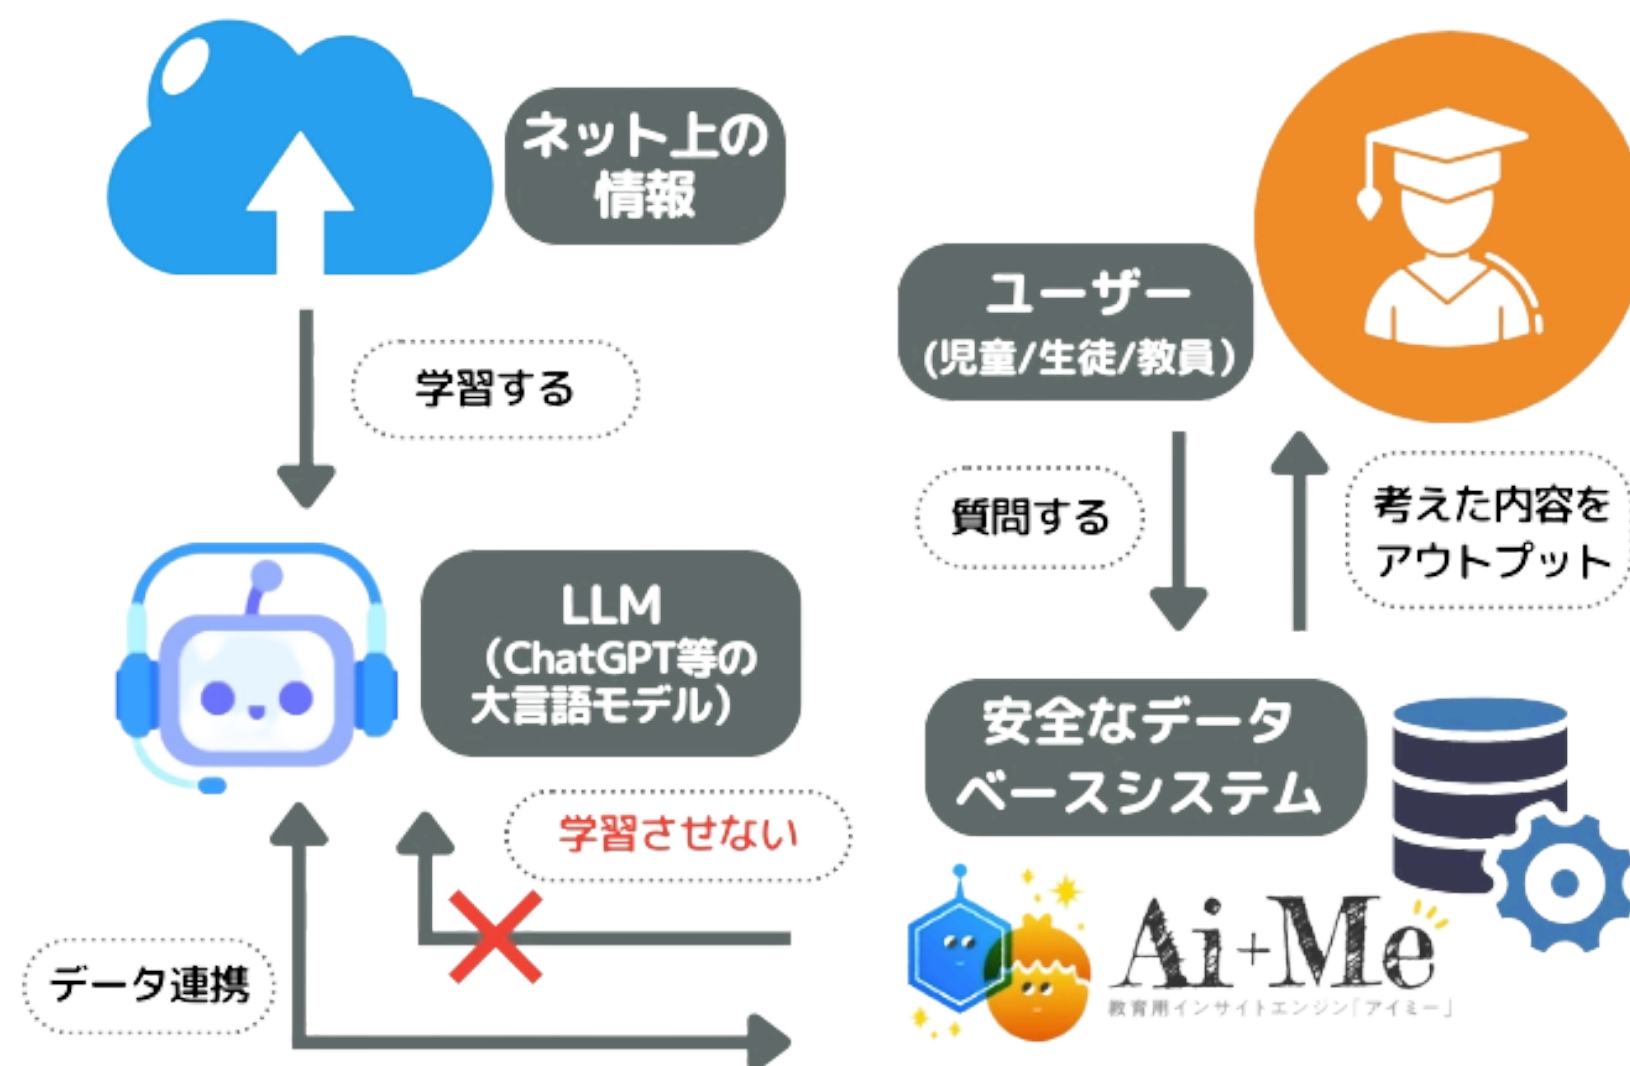 ネット上の
情報
学習する
LLM
（ChatGPT等の
大言語モデル）
学習させない
データ連携
ユーザー
(児童/生徒/教員）
質問する
考えた内容を
アウトプット
安全なデータ
ベースシステム
Ai+Me
教育用インサイトエンジン「アイミー」